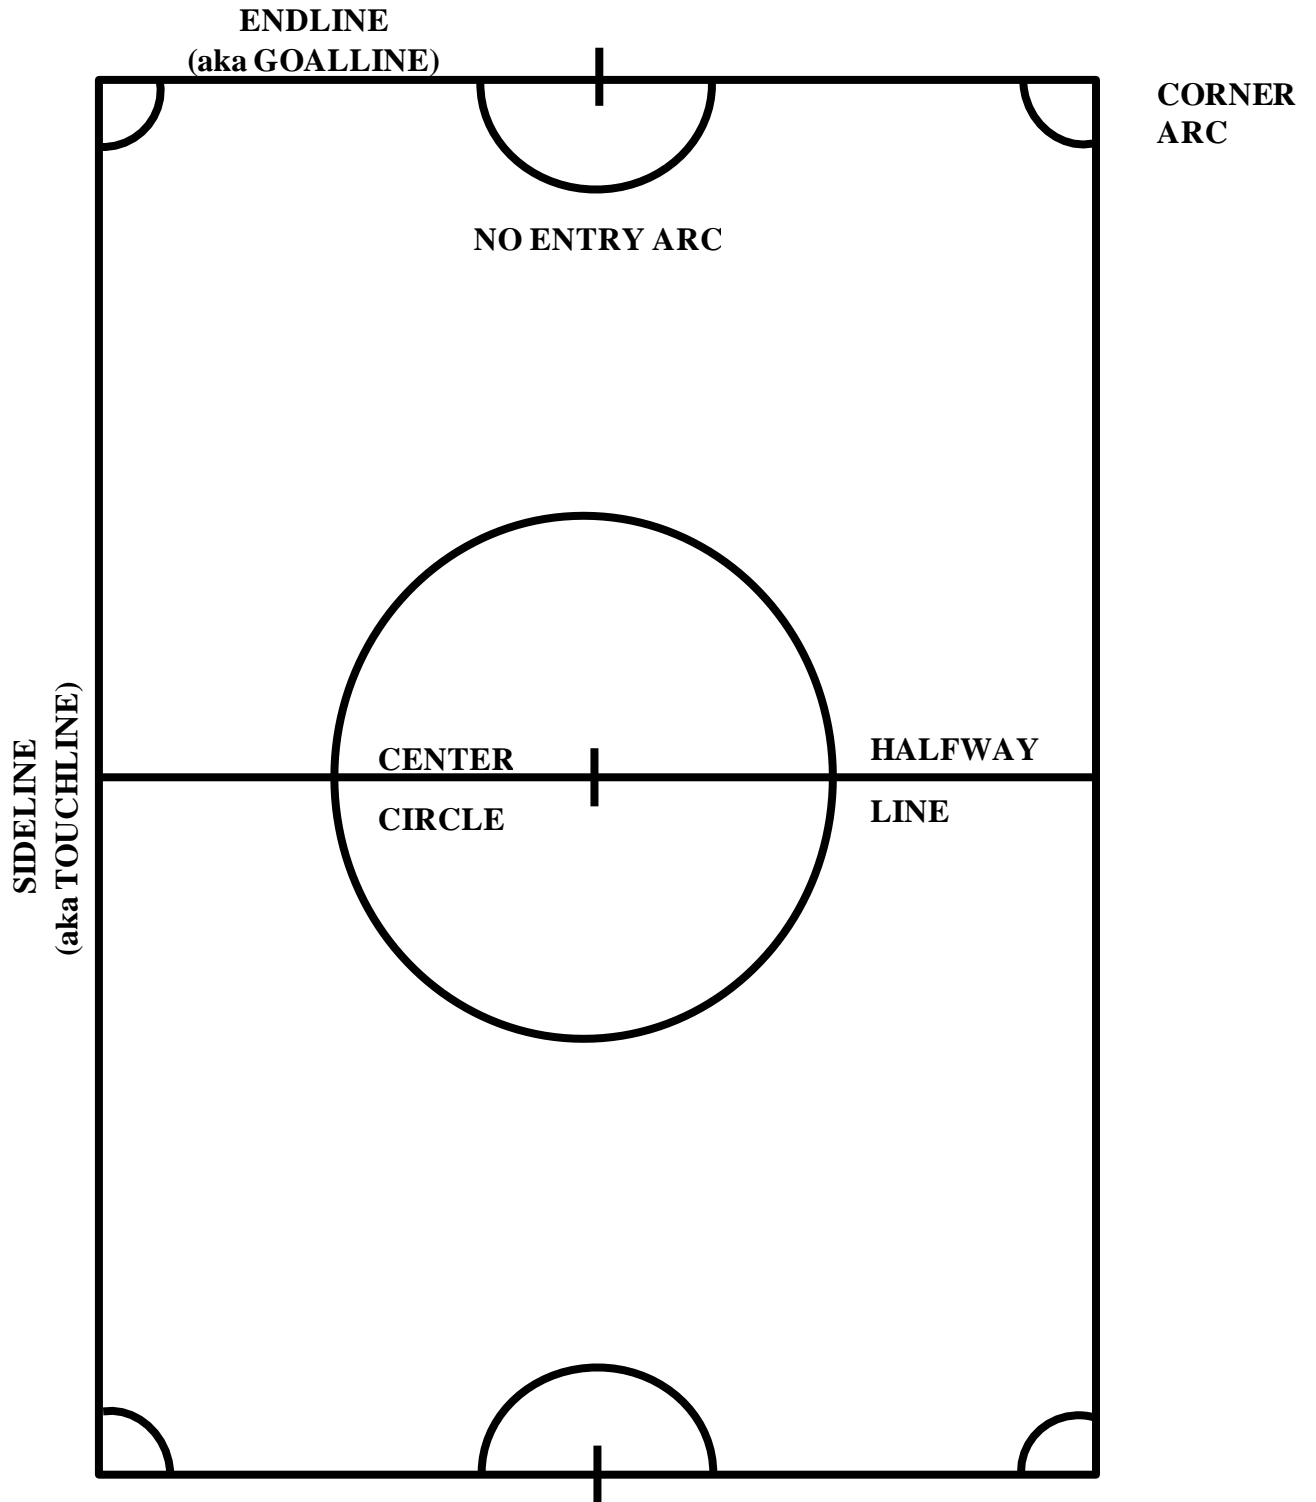 ENDLINE
(aka GOALLINE)
CORNER
ARC
NO ENTRY ARC
SIDELINE
(aka TOUCHLINE)
CENTER
CIRCLE
HALFWAY
LINE